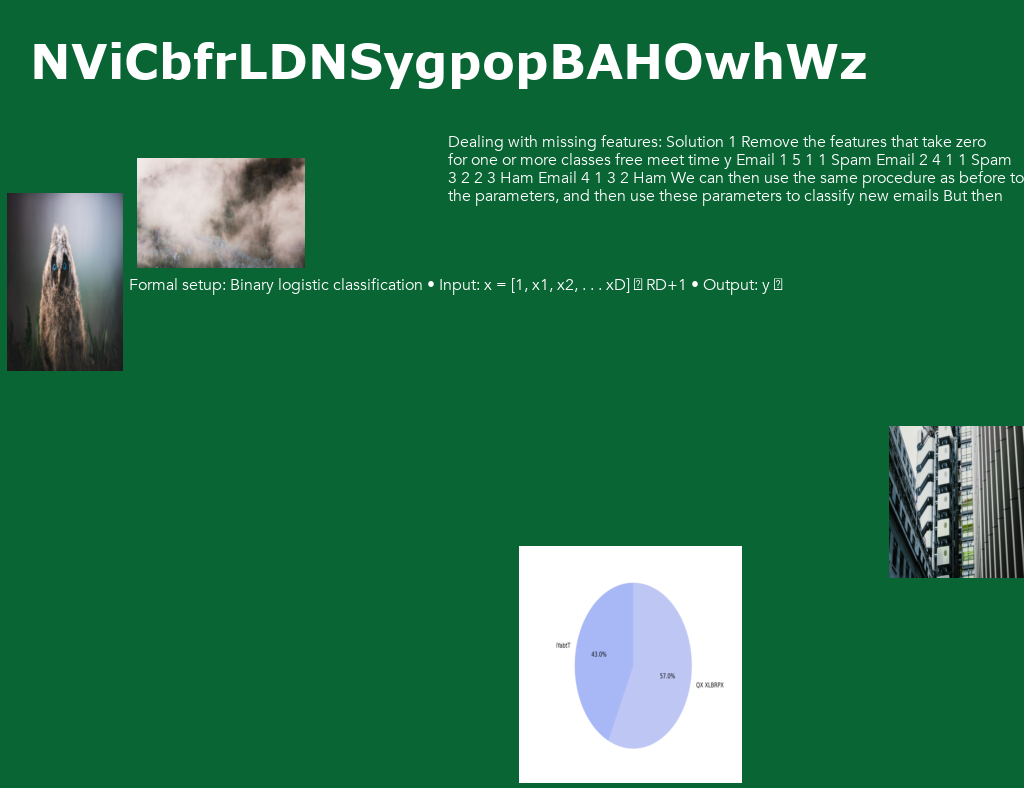 NViCbfrLDNSygpopBAHOwhWz
Dealing with missing features: Solution 1 Remove the features that take zero
for one or more classes free meet time y Email 1 5 1 1 Spam Email 2 4 1 1 Spam
3 2 2 3 Ham Email 4 1 3 2 Ham We can then use the same procedure as before to
the parameters, and then use these parameters to classify new emails But then
Formal setup: Binary logistic classification • Input: x = [1, x1, x2, . . . xD] RD+1 • Output: y
43.0%
57.0%
QX XLBRPX